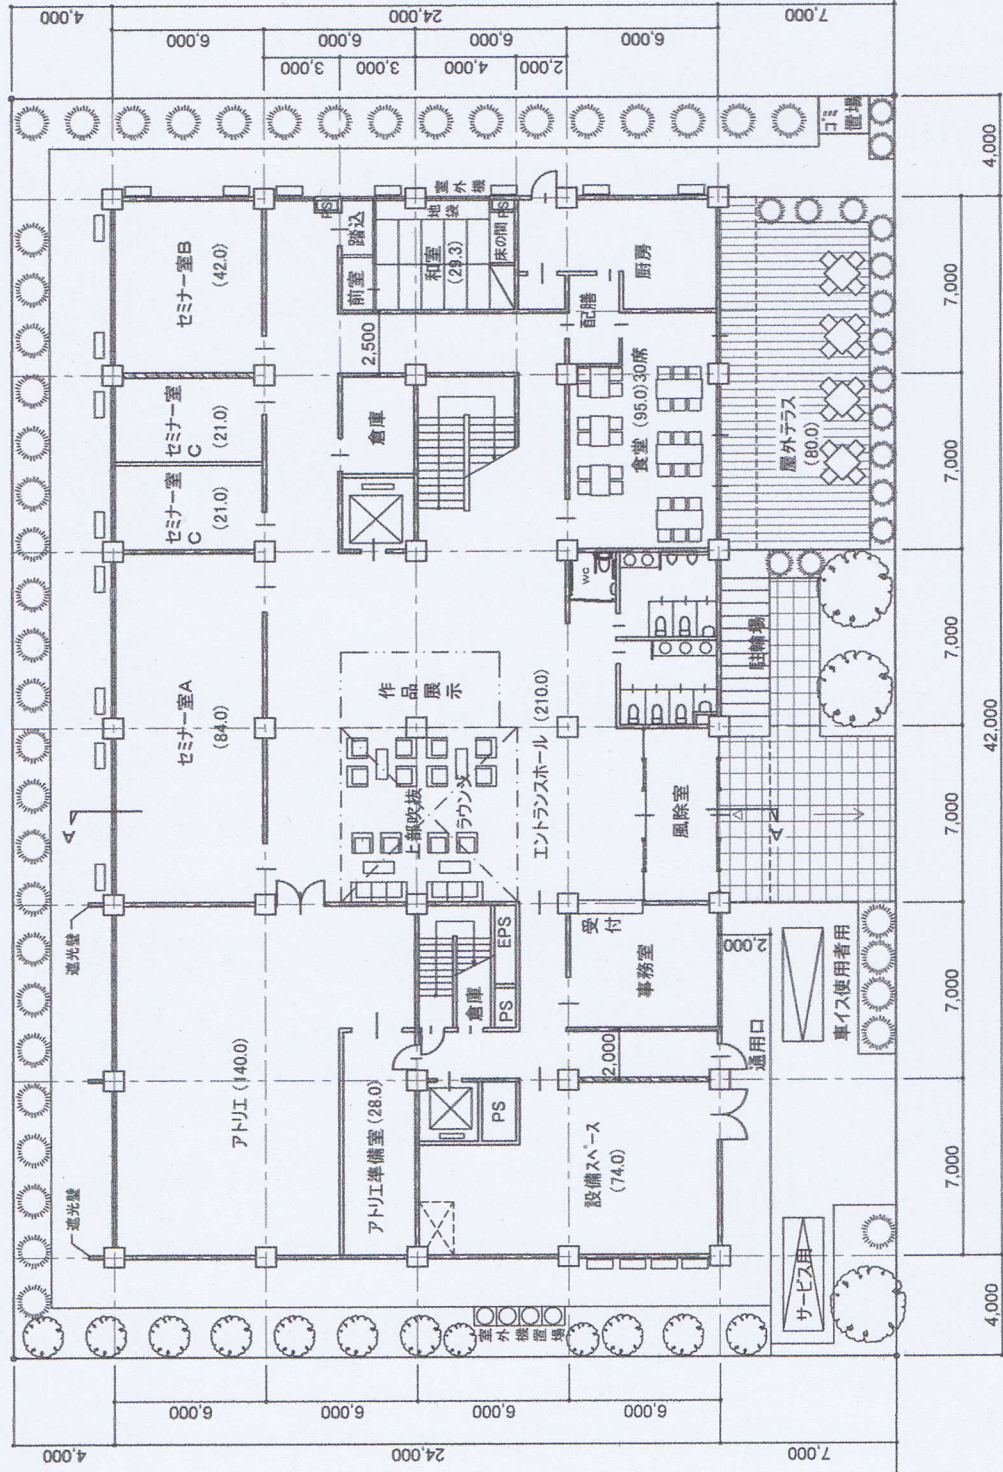 4,000
24,000
7,000
6,000
6,000
6,000
6,000
3,000
3,000
4,000
2,000
遮光壁
遮光壁
アトリエ (140.0)
アトリエ準備室 (28.0)
セミナー室A
(84.0)
セミナー室
C
(21.0)
セミナー室
C
(21.0)
セミナー室B
(42.0)
A
倉庫
PS
EPS
PS
上部吹抜
ラウンジ
作品
展示
倉庫
2,500
前室
踏込
PS
和室
(29.3)
地袋
床の間
PS
室外機
設備スペース
(74.0)
2,000
事務室
受付
エントランスホール (210.0)
風除室
WC
食堂 (95.0)30席
配膳
厨房
室外機置場
サービス用
通用口
2,000
車イス使用者用
A
駐輪場
屋外テラス
(80.0)
ゴミ
置場
4,000
7,000
7,000
7,000
7,000
7,000
7,000
4,000
42,000
4,000
24,000
7,000
6,000
6,000
6,000
6,000